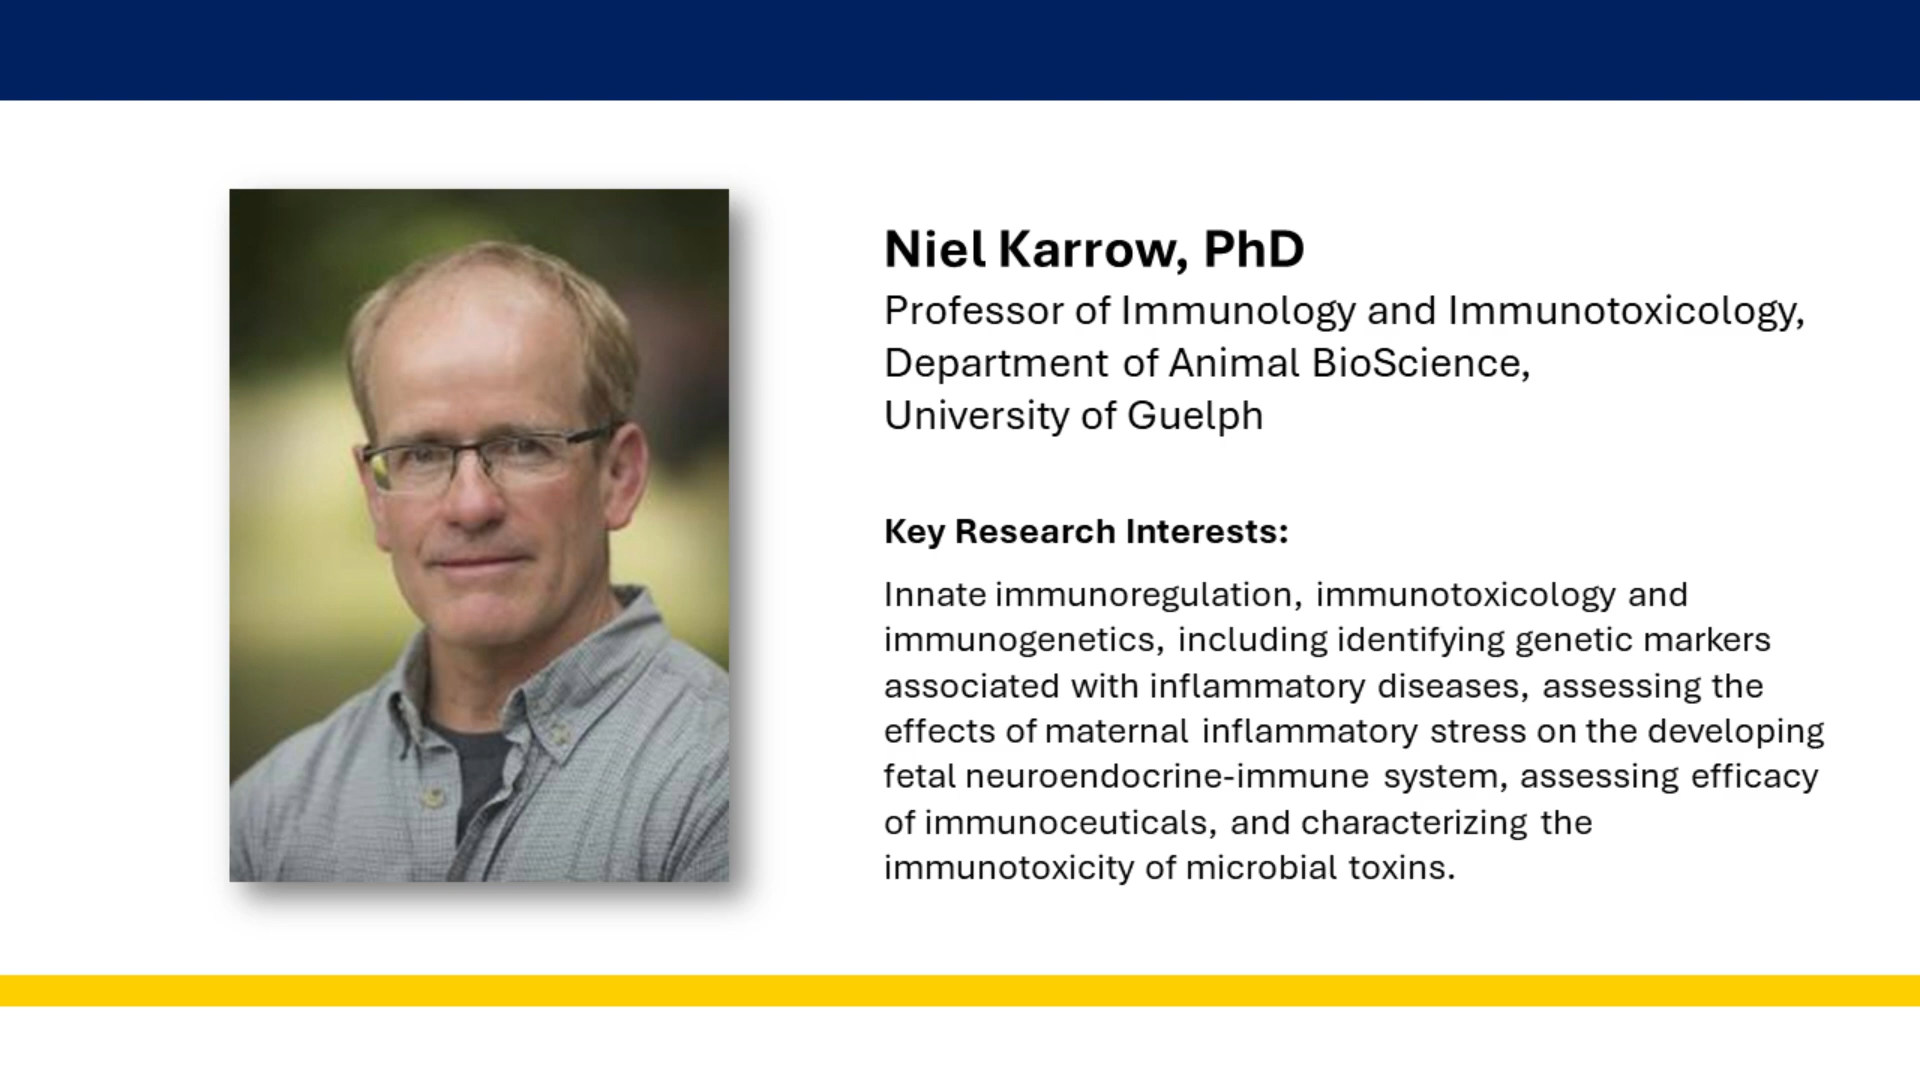 Niel Karrow, PhD
Professor of Immunology and Immunotoxicology,
Department of Animal BioScience,
University of Guelph
Key Research Interests:
Innate immunoregulation, immunotoxicology and
immunogenetics, including identifying genetic markers
associated with inflammatory diseases, assessing the
effects of maternal inflammatory stress on the developing
fetal neuroendocrine-immune system, assessing efficacy
of immunoceuticals, and characterizing the
immunotoxicity of microbial toxins.